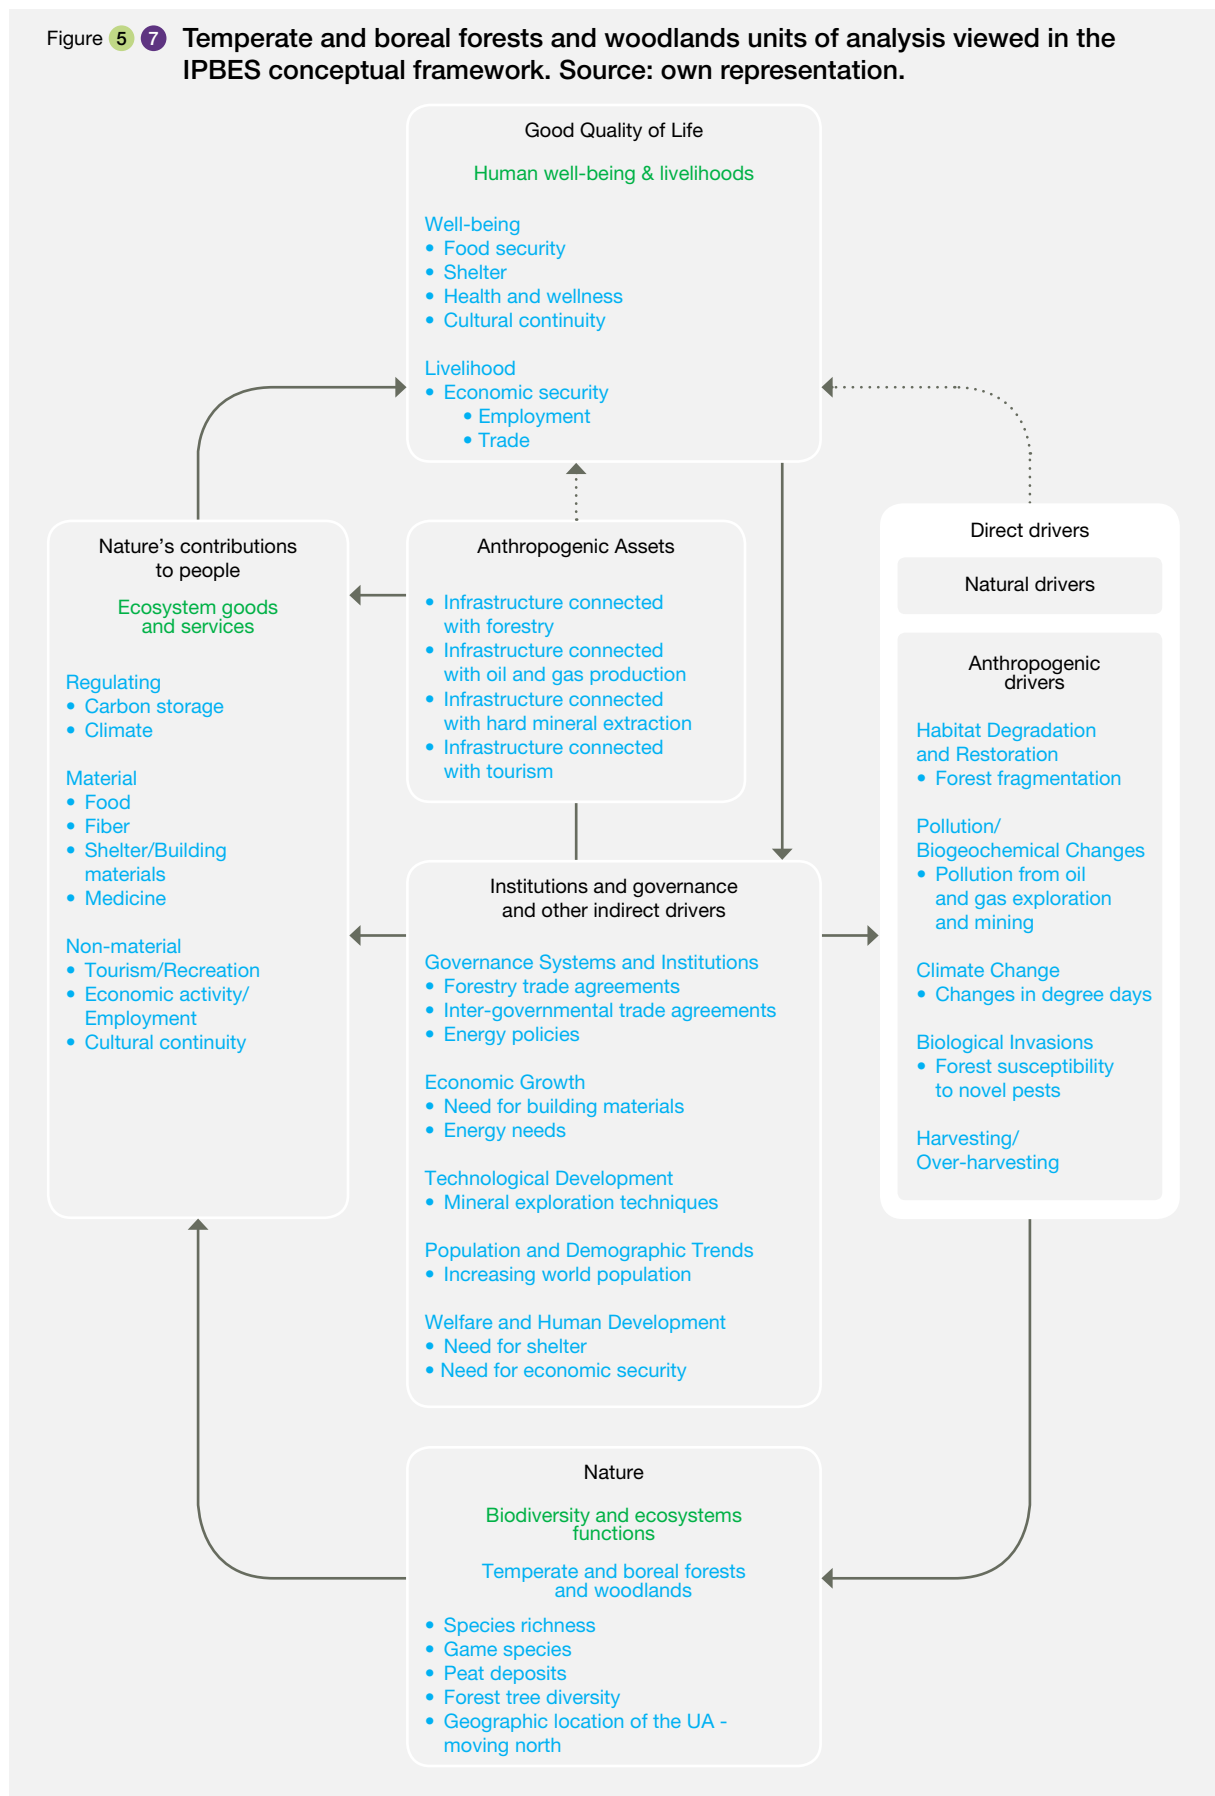 Figure 5 7 Temperate and boreal forests and woodlands units of analysis viewed in the
IPBES conceptual framework. Source: own representation.
Good Quality of Life
Human well-being & livelihoods
Well-being
• Food security
• Shelter
• Health and wellness
• Cultural continuity
Livelihood
• Economic security
• Employment
• Trade
Nature's contributions
to people
Ecosystem goods
and services
Regulating
• Carbon storage
• Climate
Material
• Food
• Fiber
• Shelter/Building
materials
• Medicine
Non-material
• Tourism/Recreation
• Economic activity/
Employment
• Cultural continuity
Anthropogenic Assets
• Infrastructure connected
with forestry
• Infrastructure connected
with oil and gas production
• Infrastructure connected
with hard mineral extraction
• Infrastructure connected
with tourism
Institutions and governance
and other indirect drivers
Governance Systems and Institutions
• Forestry trade agreements
• Inter-governmental trade agreements
• Energy policies
Economic Growth
• Need for building materials
• Energy needs
Technological Development
• Mineral exploration techniques
Population and Demographic Trends
• Increasing world population
Welfare and Human Development
• Need for shelter
• Need for economic security
Direct drivers
Natural drivers
Anthropogenic
drivers
Habitat Degradation
and Restoration
• Forest fragmentation
Pollution/
Biogeochemical Changes
• Pollution from oil
and gas exploration
and mining
Climate Change
• Changes in degree days
Biological Invasions
• Forest susceptibility
to novel pests
Harvesting/
Over-harvesting
Nature
Biodiversity and ecosystems
functions
Temperate and boreal forests
and woodlands
• Species richness
• Game species
• Peat deposits
• Forest tree diversity
• Geographic location of the UA -
moving north